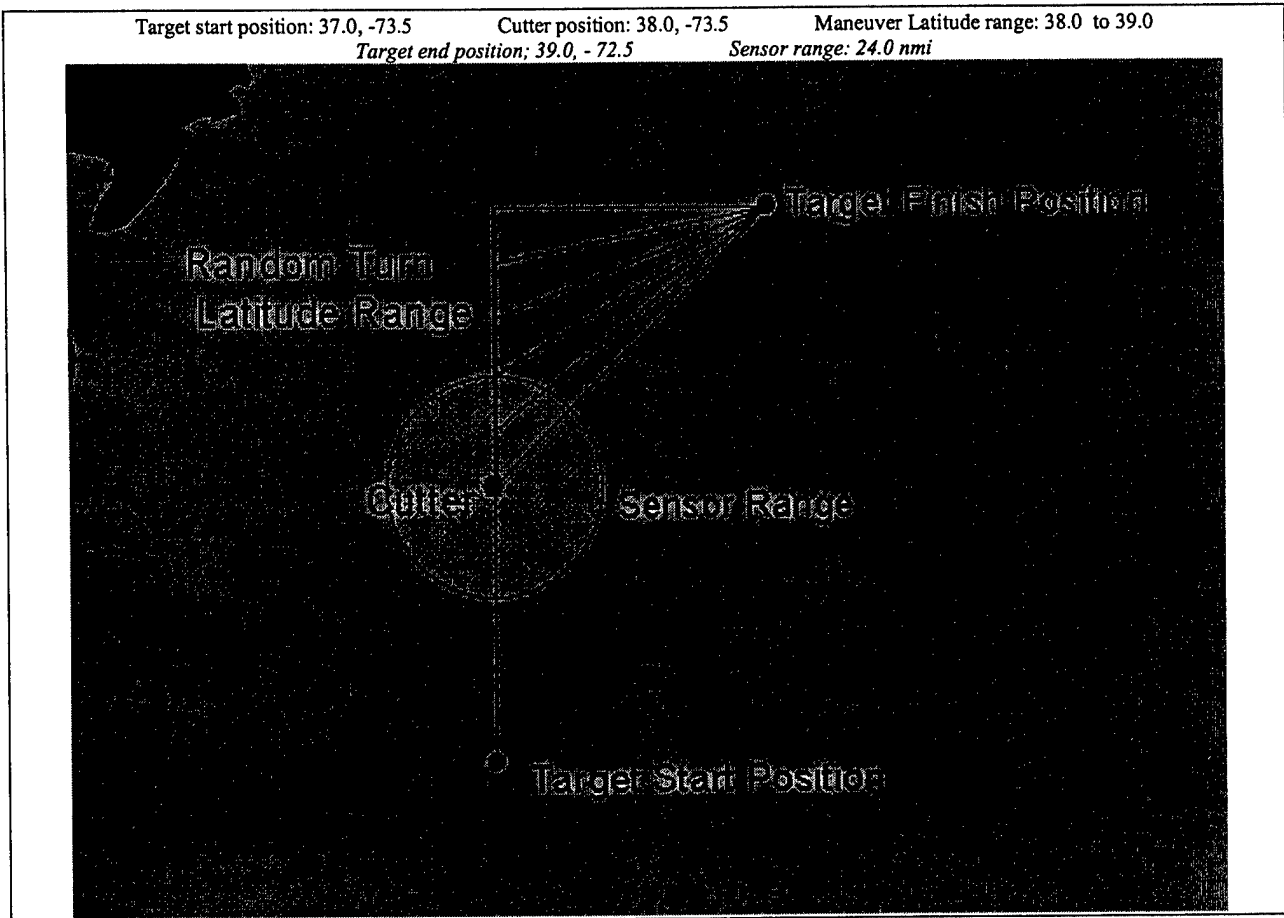 Target start position: 37.0, -73.5 Cutter position: 38.0, -73.5 Maneuver Latitude range: 38.0 to 39.0
Target end position; 39.0, - 72.5 Sensor range: 24.0 nmi
Target Finish Position
Random Turn
Latitude Range
Cutter
Sensor Range
Target Start Position